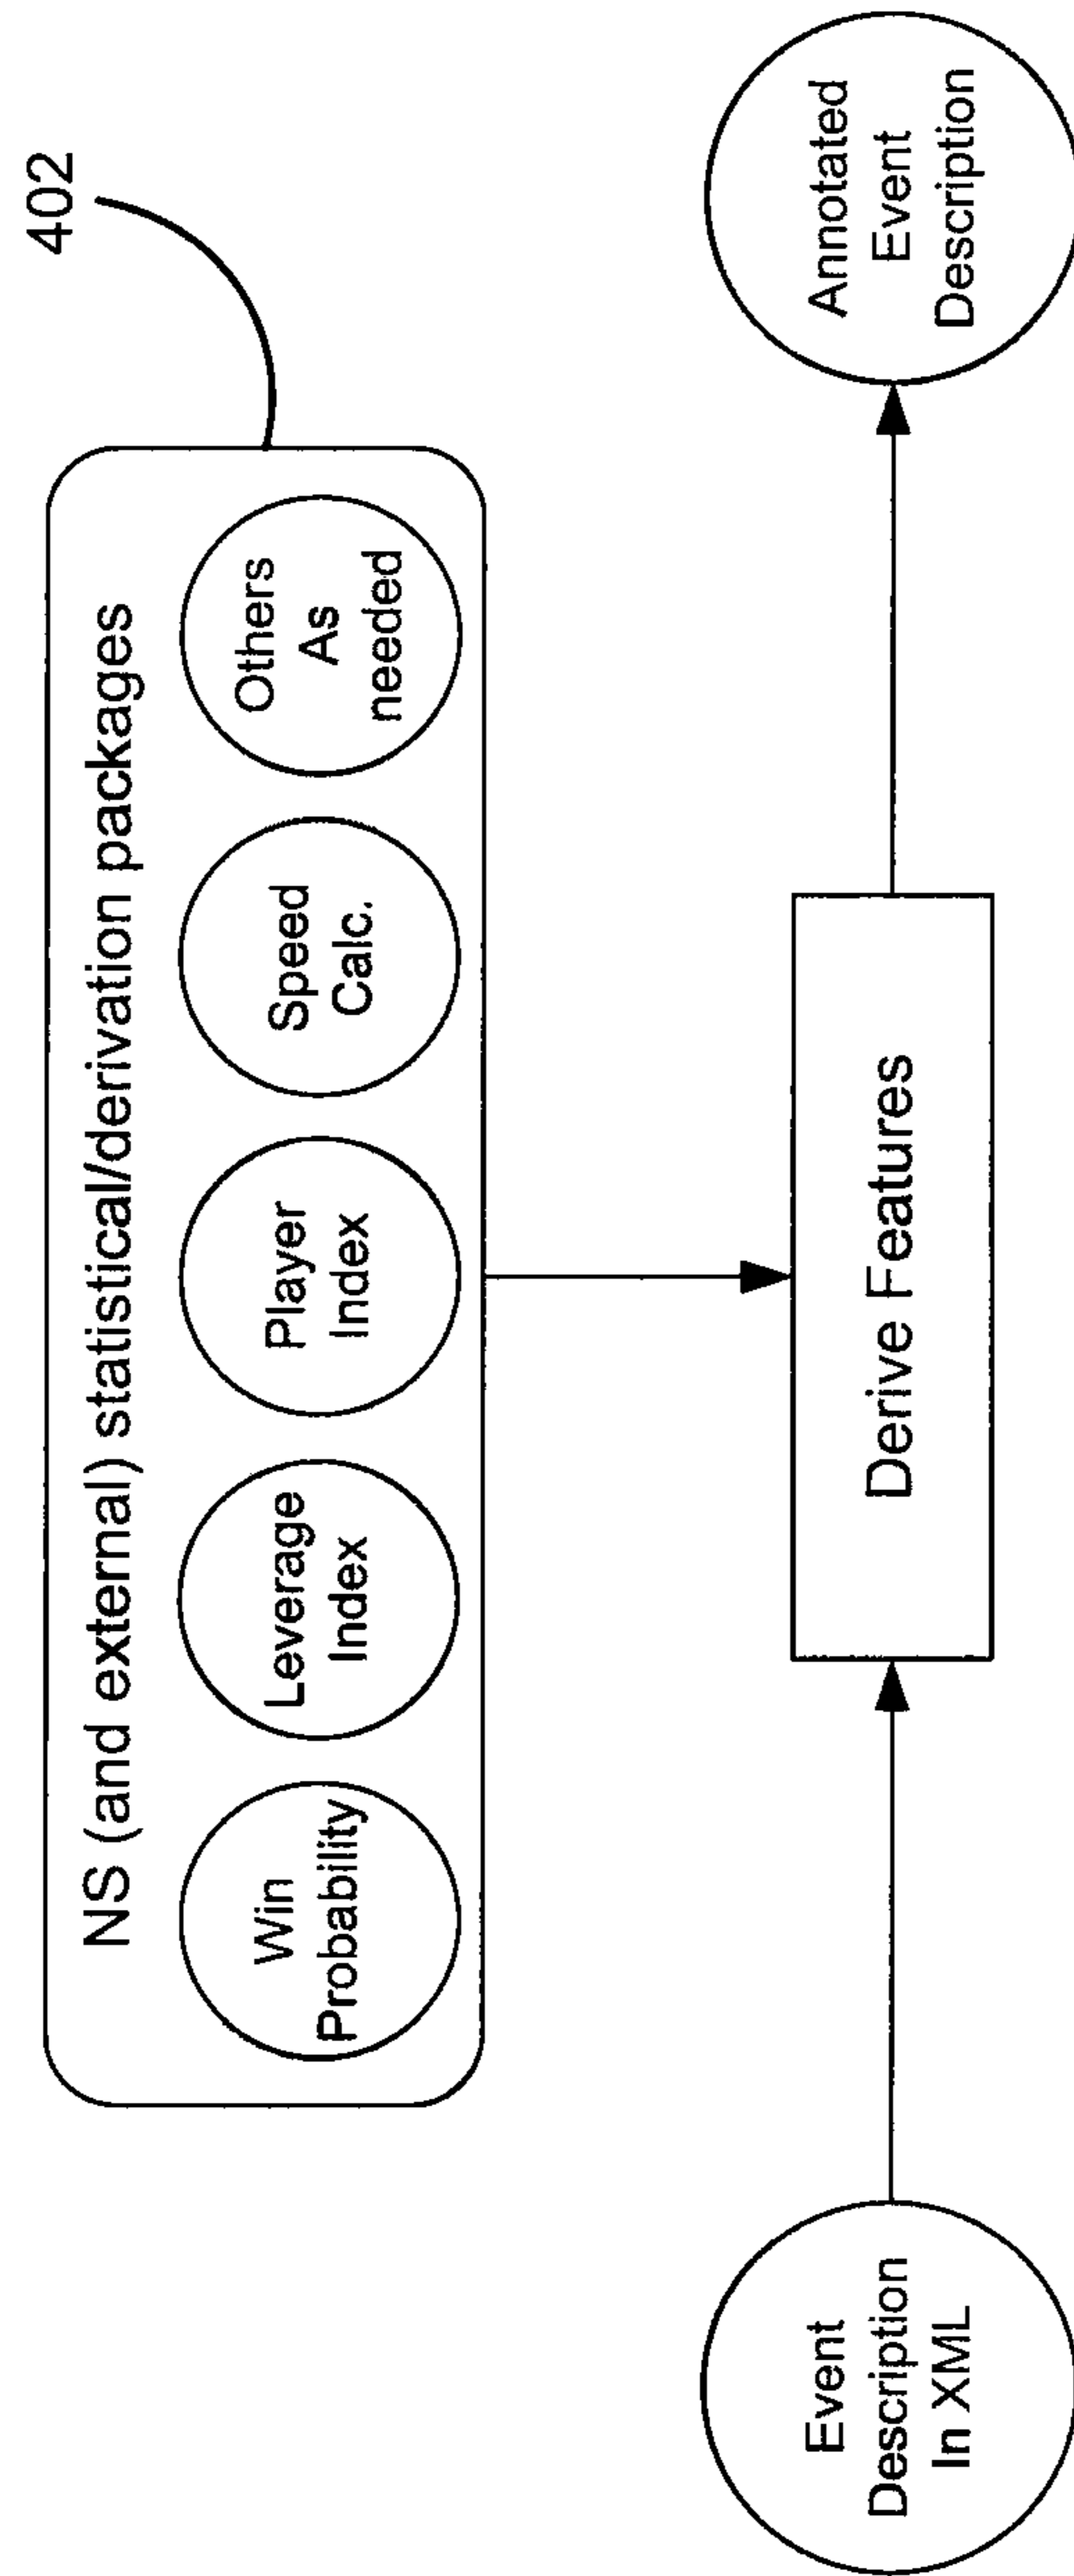 402
NS (and external) statistical/derivation packages
Win
Probability
Leverage
Index
Player
Index
Speed
Calc.
Others
As
needed
Event
Description
In XML
Derive Features
Annotated
Event
Description